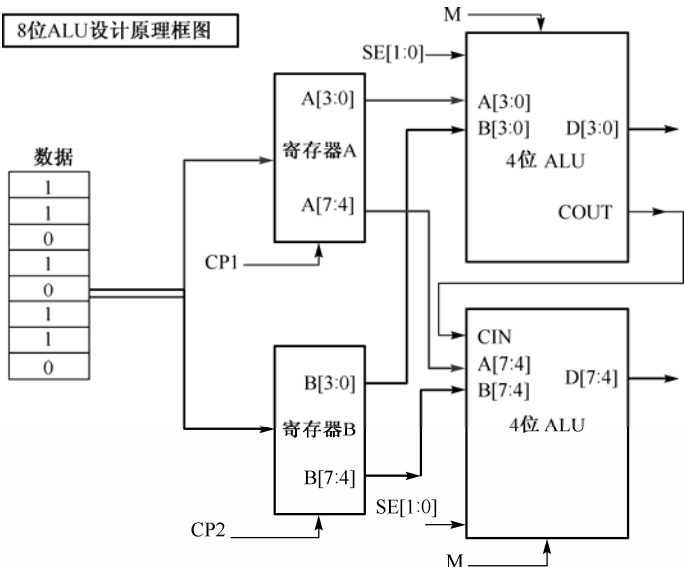 8位ALU设计原理框图
M
SE[1:0]
A[3:0]
寄存器A
A[7:4]
CP1
A[3:0]
B[3:0]
D[3:0]
4位 ALU
COUT
数据
1
1
0
1
0
1
1
0
B[3:0]
寄存器B
B[7:4]
CP2
CIN
A[7:4]
B[7:4]
D[7:4]
4位 ALU
SE[1:0]
M